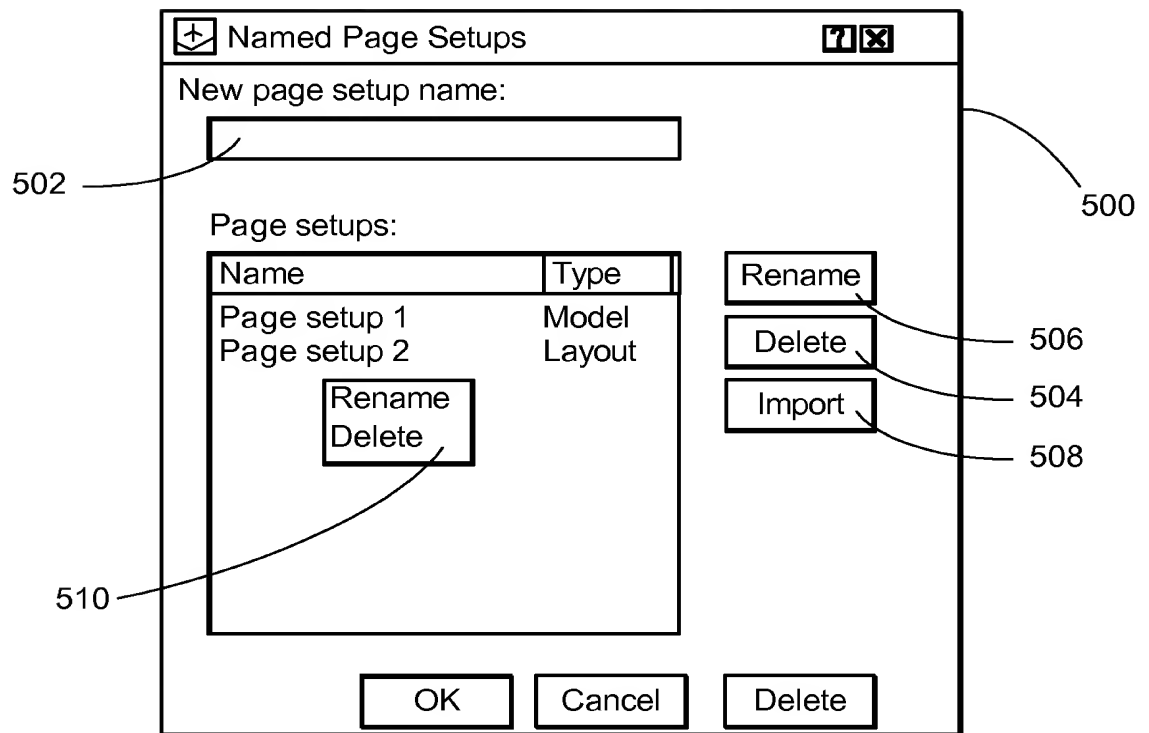 Named Page Setups ? X
New page setup name:
502
500
Page setups:
Name Type Rename
Page setup 1 Model
506
Page setup 2 Layout
Delete
504
Rename
Import
Delete
508
510
OK Cancel Delete